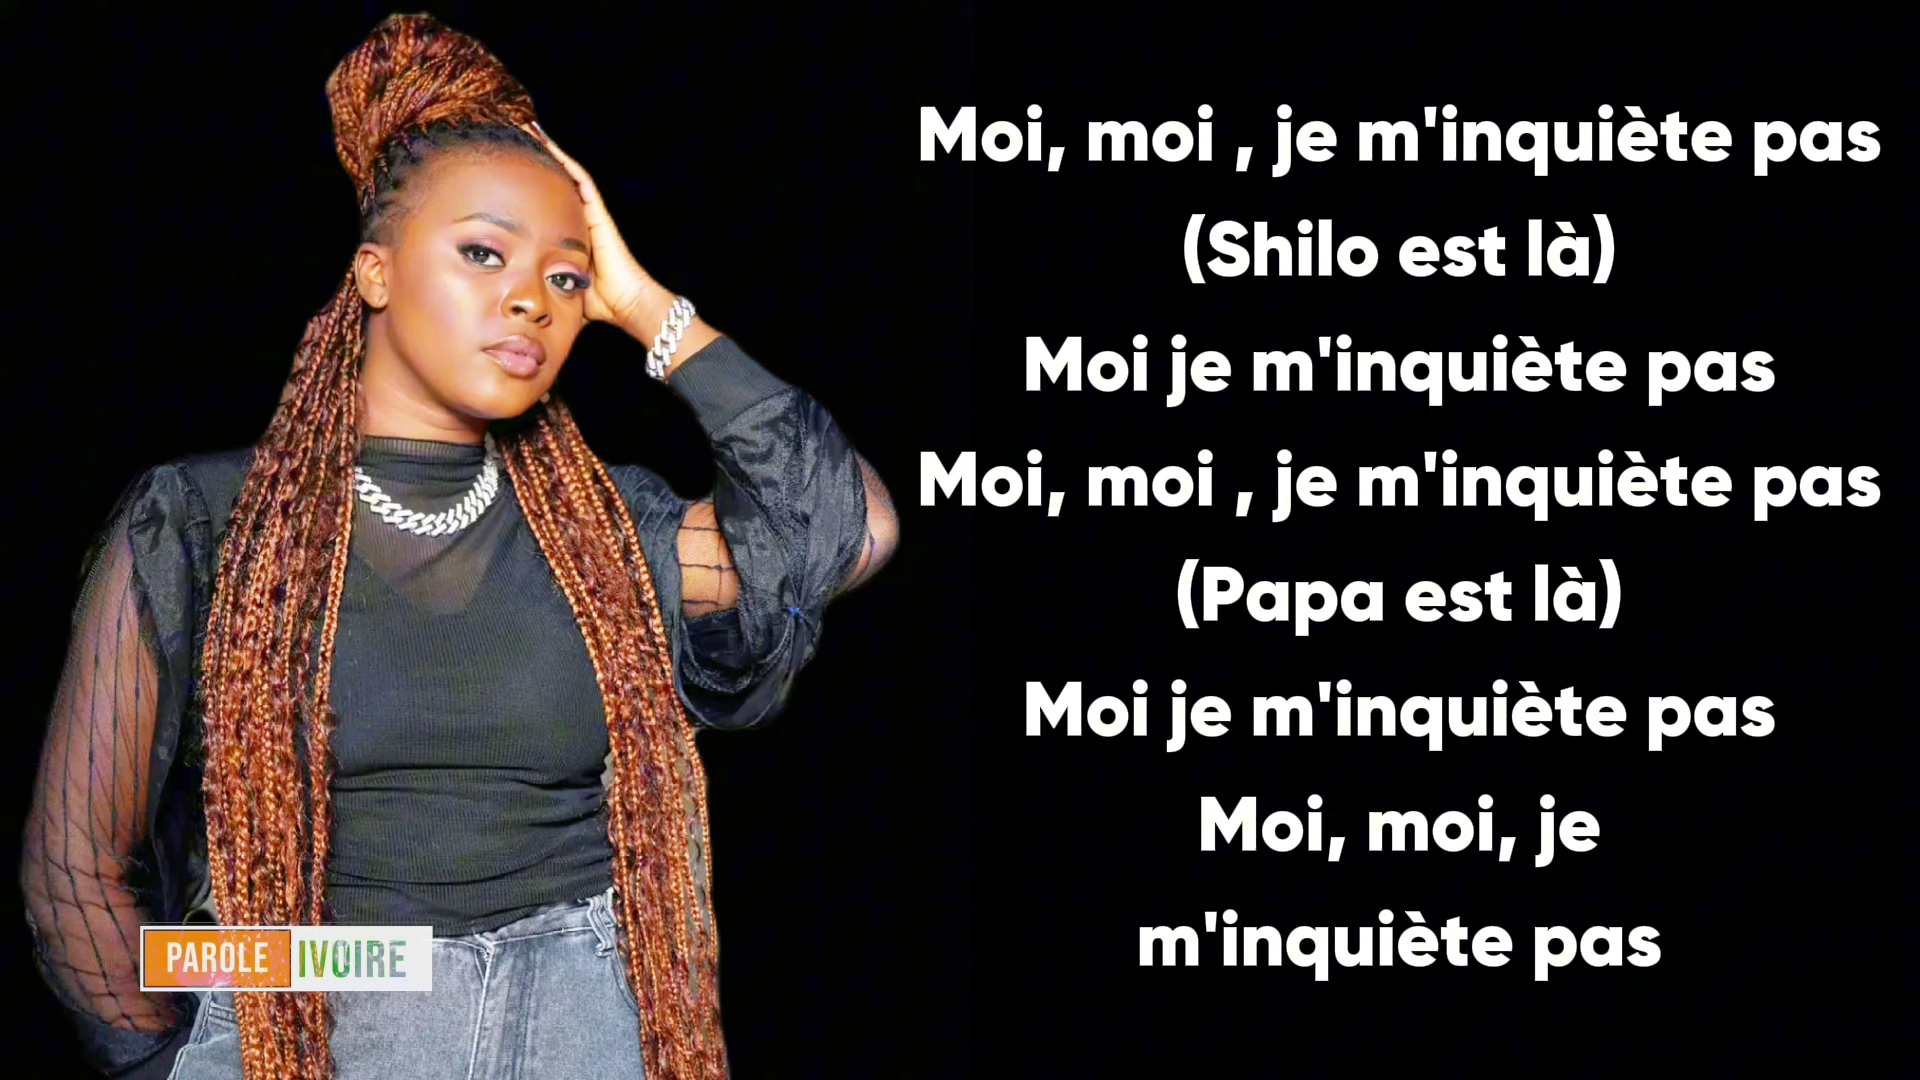 Moi, moi , je m'inquiète pas
(Shilo est là)
Moi je m'inquiète pas
Moi, moi , je m'inquiète pas
(Papa est là)
Moi je m'inquiète pas
Moi, moi, je
m'inquiète pas
PAROLE IVOIRE